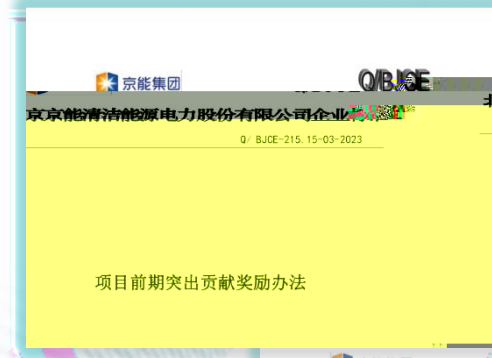 京能集团
Q/BJCE
京京能清洁能源电力股份有限公司企业标准
Q/ BJCE-215.15-03-2023
项目前期突出贡献奖励办法